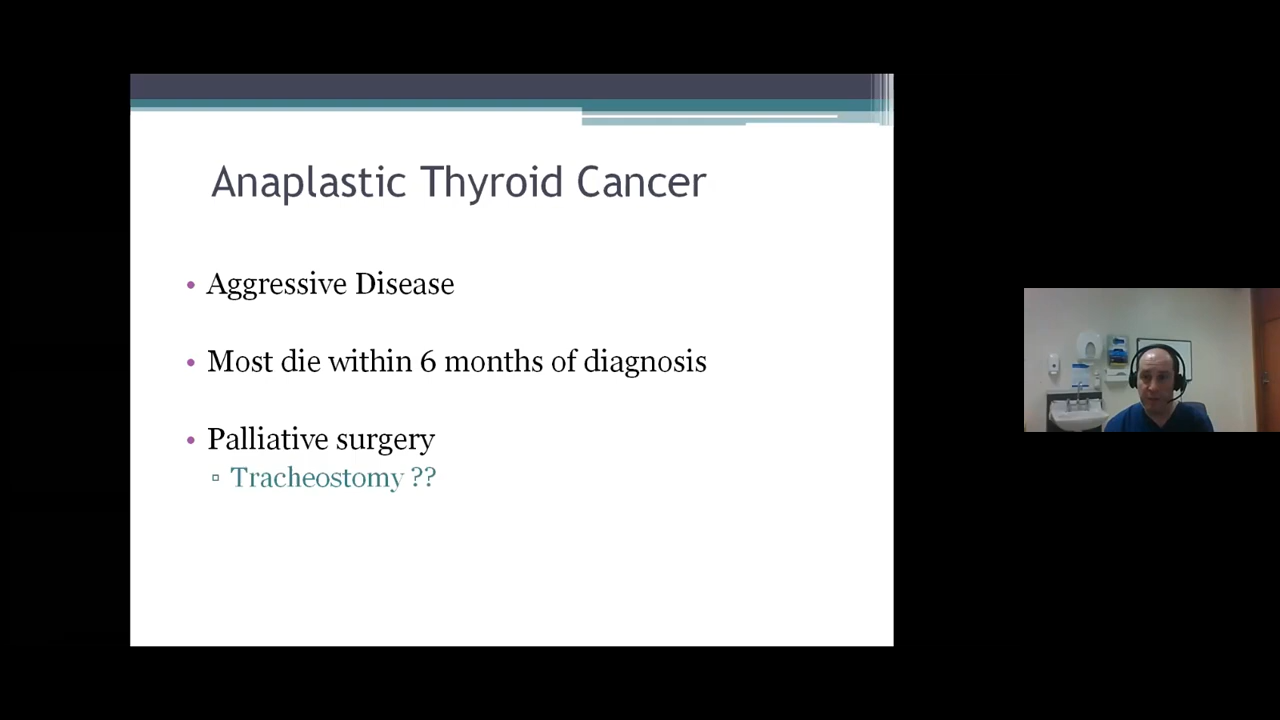 Anaplastic Thyroid Cancer
• Aggressive Disease
• Most die within 6 months of diagnosis
• Palliative surgery
▫ Tracheostomy ??